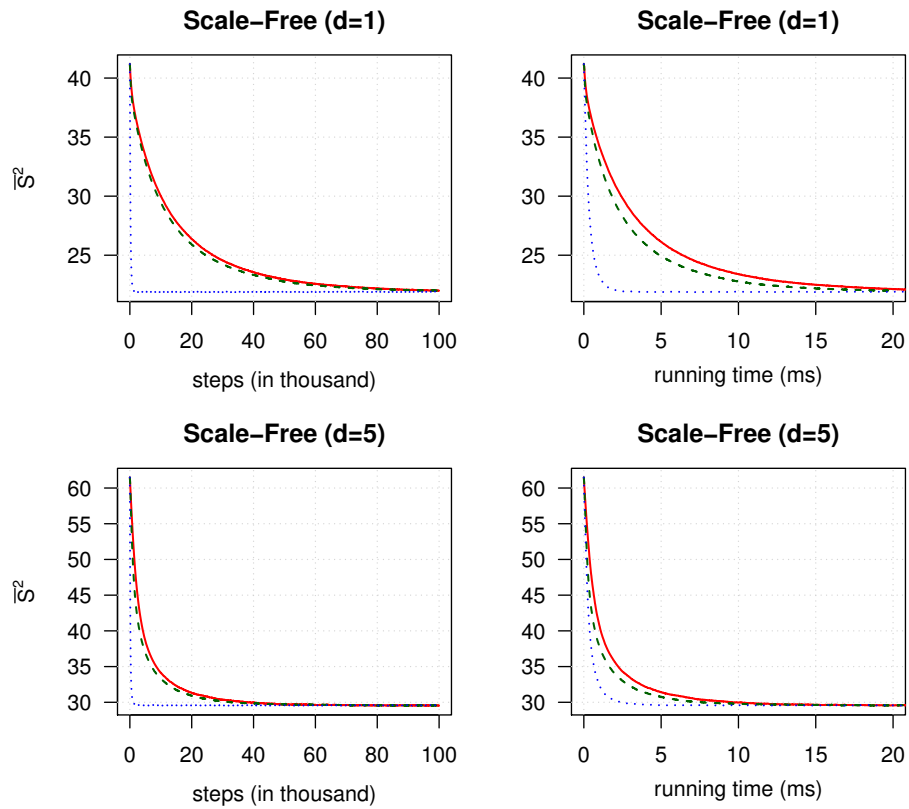 Scale−Free (d=1)
40
35
30
25
S̅²
0 20 40 60 80 100
steps (in thousand)
Scale−Free (d=1)
40
35
30
25
0 5 10 15 20
running time (ms)
Scale−Free (d=5)
60
55
50
45
40
35
30
S̅²
0 20 40 60 80 100
steps (in thousand)
Scale−Free (d=5)
60
55
50
45
40
35
30
0 5 10 15 20
running time (ms)